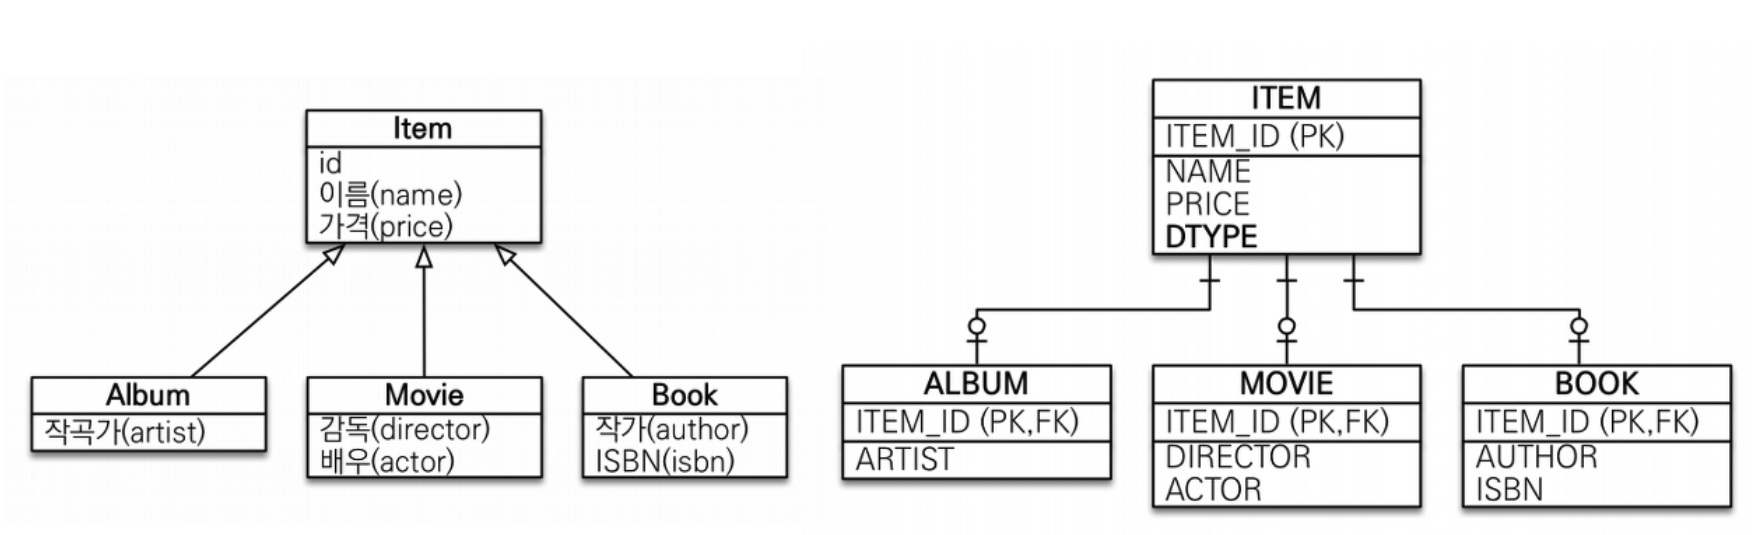 Item
id
이름(name)
가격(price)
Album
작곡가(artist)
Movie
감독(director)
배우(actor)
Book
작가(author)
ISBN(isbn)
ITEM
ITEM_ID (PK)
NAME
PRICE
DTYPE
ALBUM
ITEM_ID (PK,FK)
ARTIST
MOVIE
ITEM_ID (PK,FK)
DIRECTOR
ACTOR
BOOK
ITEM_ID (PK,FK)
AUTHOR
ISBN